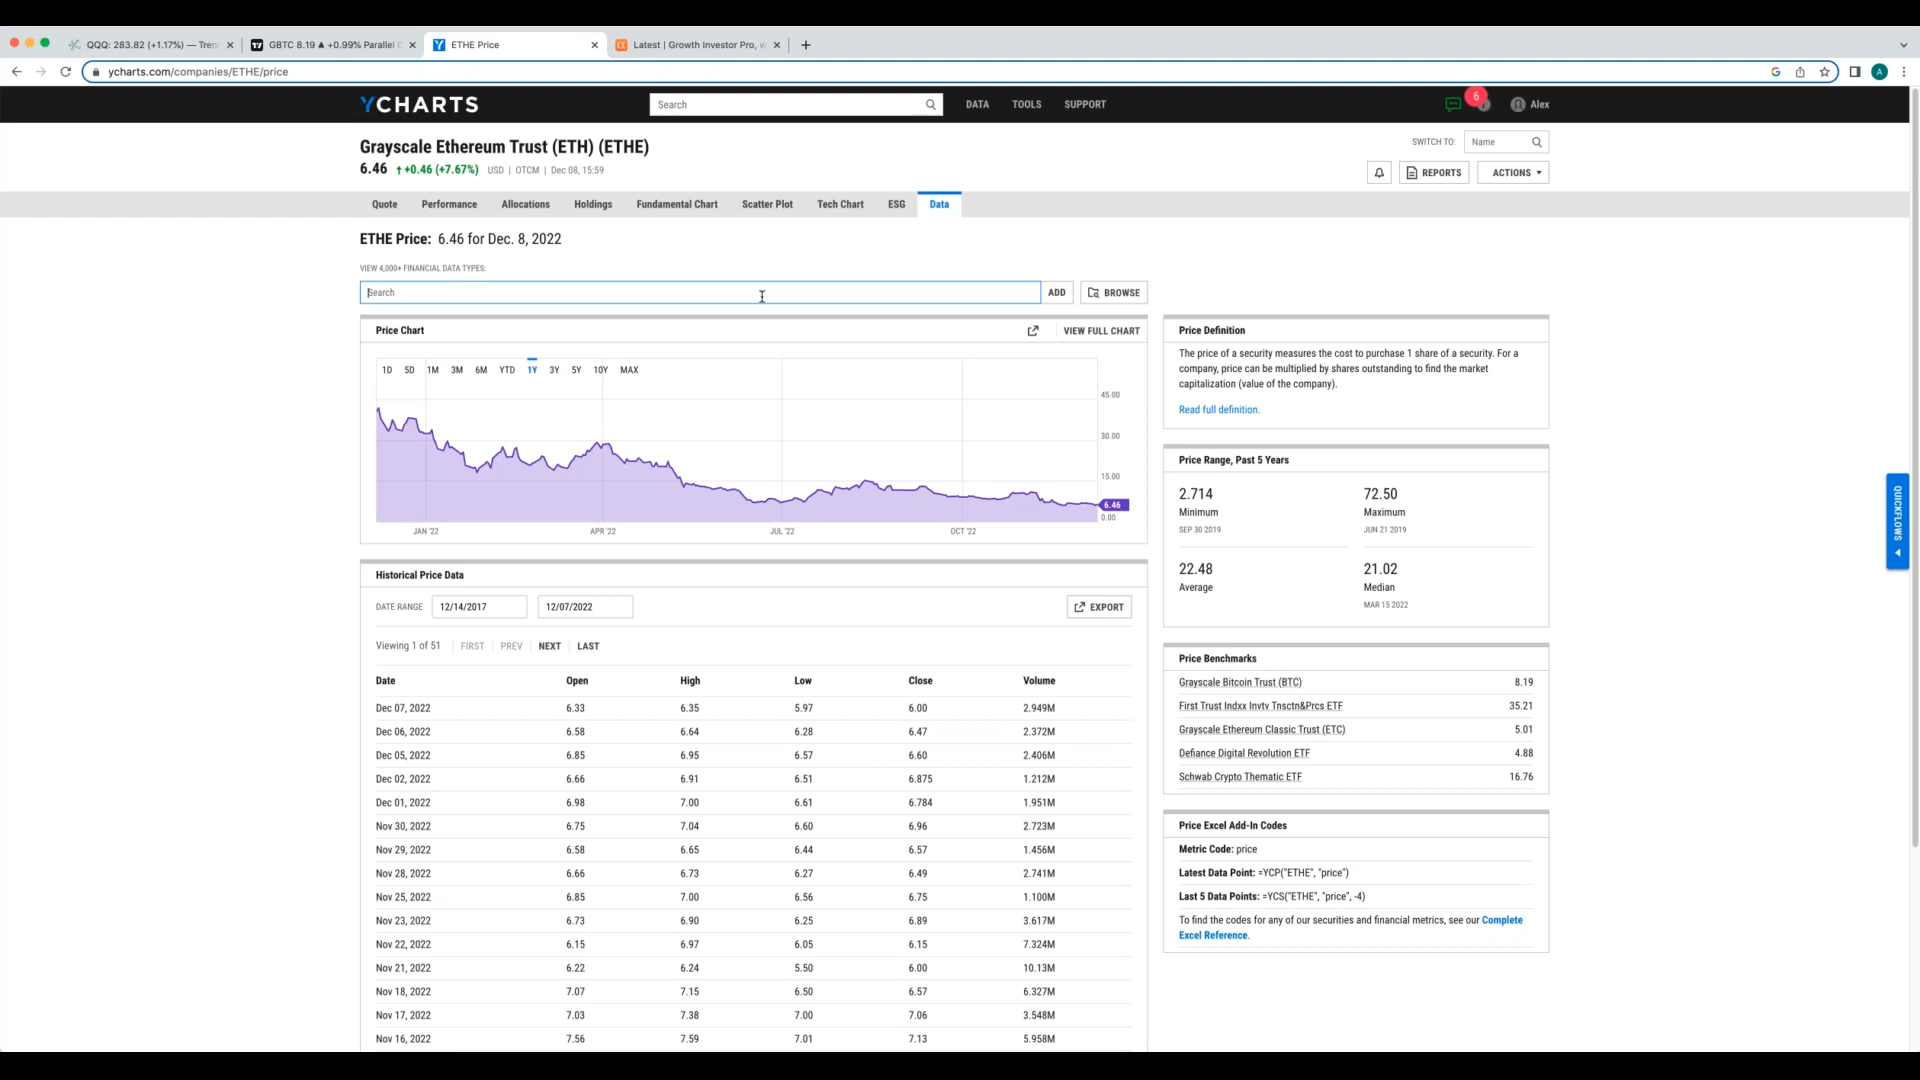 QQQ: 283.82 (+1.17%) — Tren
GBTC 8.19 ▲ +0.99% Parallel C
ETHE Price
Latest | Growth Investor Pro, w
ycharts.com/companies/ETHE/price
A
YCHARTS
Search
DATA
TOOLS
SUPPORT
6
Alex
Grayscale Ethereum Trust (ETH) (ETHE)
SWITCH TO:
Name
6.46 ↑ +0.46 (+7.67%) USD | OTCM | Dec 08, 15:59
REPORTS
ACTIONS
Quote Performance Allocations Holdings Fundamental Chart Scatter Plot Tech Chart ESG Data
ETHE Price: 6.46 for Dec. 8, 2022
VIEW 4,000+ FINANCIAL DATA TYPES:
Search
ADD
BROWSE
Price Chart
VIEW FULL CHART
1D 5D 1M 3M 6M YTD 1Y 3Y 5Y 10Y MAX
45.00
30.00
15.00
6.46
0.00
JAN '22 APR '22 JUL '22 OCT '22
Historical Price Data
DATE RANGE 12/14/2017 12/07/2022
EXPORT
Viewing 1 of 51 FIRST PREV NEXT LAST
Date Open High Low Close Volume
Dec 07, 2022 6.33 6.35 5.97 6.00 2.949M
Dec 06, 2022 6.58 6.64 6.28 6.47 2.372M
Dec 05, 2022 6.85 6.95 6.57 6.60 2.406M
Dec 02, 2022 6.66 6.91 6.51 6.875 1.212M
Dec 01, 2022 6.98 7.00 6.61 6.784 1.951M
Nov 30, 2022 6.75 7.04 6.60 6.96 2.723M
Nov 29, 2022 6.58 6.65 6.44 6.57 1.456M
Nov 28, 2022 6.66 6.73 6.27 6.49 2.741M
Nov 25, 2022 6.85 7.00 6.56 6.75 1.100M
Nov 23, 2022 6.73 6.90 6.25 6.89 3.617M
Nov 22, 2022 6.15 6.97 6.05 6.15 7.324M
Nov 21, 2022 6.22 6.24 5.50 6.00 10.13M
Nov 18, 2022 7.07 7.15 6.50 6.57 6.327M
Nov 17, 2022 7.03 7.38 7.00 7.06 3.548M
Nov 16, 2022 7.56 7.59 7.01 7.13 5.958M
Price Definition
The price of a security measures the cost to purchase 1 share of a security. For a
company, price can be multiplied by shares outstanding to find the market
capitalization (value of the company).
Read full definition.
Price Range, Past 5 Years
2.714 72.50
Minimum Maximum
SEP 30 2019 JUN 21 2019
22.48 21.02
Average Median
MAR 15 2022
Price Benchmarks
Grayscale Bitcoin Trust (BTC) 8.19
First Trust Indxx Invtv Tnsctn&Prcs ETF 35.21
Grayscale Ethereum Classic Trust (ETC) 5.01
Defiance Digital Revolution ETF 4.88
Schwab Crypto Thematic ETF 16.76
Price Excel Add-In Codes
Metric Code: price
Latest Data Point: =YCP("ETHE", "price")
Last 5 Data Points: =YCS("ETHE", "price", -4)
To find the codes for any of our securities and financial metrics, see our Complete
Excel Reference.
QUICKFLOWS